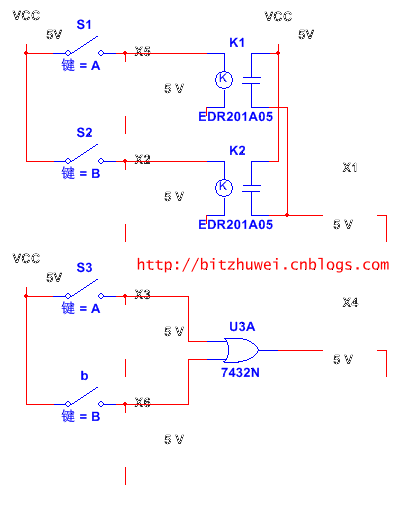 VCC
5V
S1
键 = A
X5
5 V
K1
K
EDR201A05
VCC
5V
S2
键 = B
X2
5 V
K2
K
EDR201A05
X1
5 V
VCC
5V
http://bitzhuwei.cnblogs.com
S3
键 = A
X3
5 V
U3A
7432N
X4
5 V
b
键 = B
X6
5 V